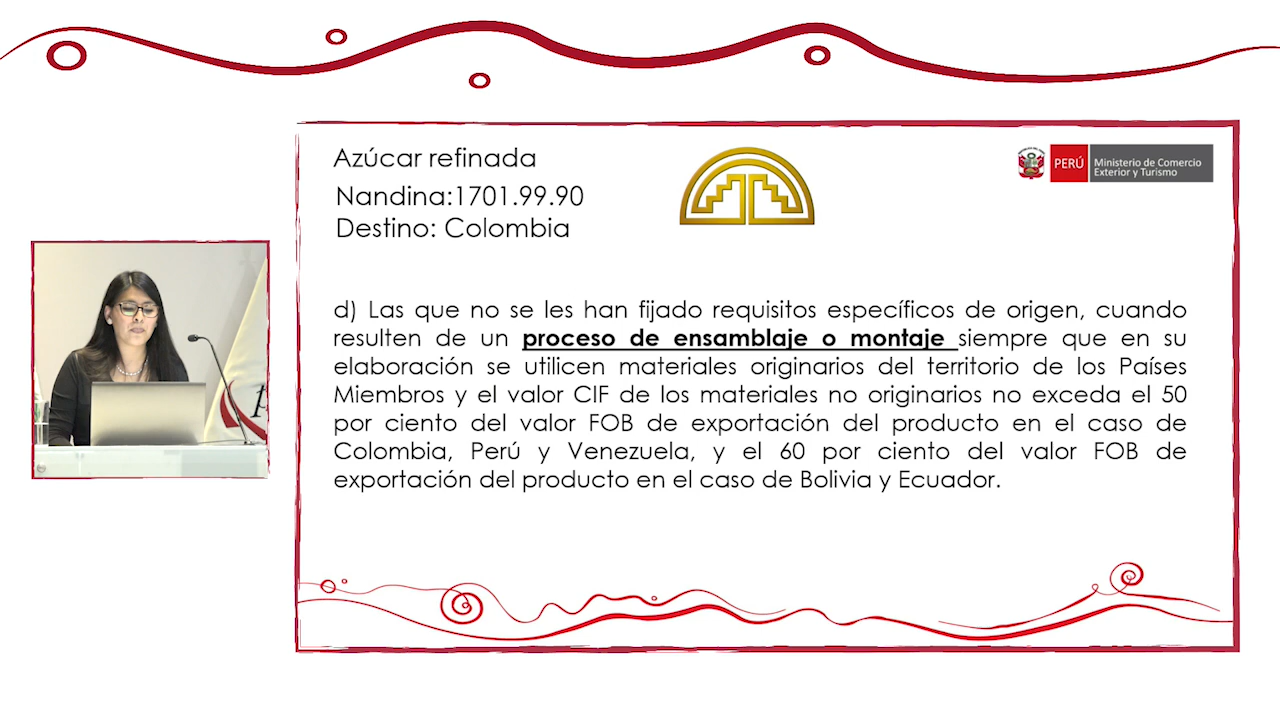 Azúcar refinada
Nandina:1701.99.90
Destino: Colombia
PERÚ
Ministerio de Comercio
Exterior y Turismo
d) Las que no se les han fijado requisitos específicos de origen, cuando
resulten de un proceso de ensamblaje o montaje siempre que en su
elaboración se utilicen materiales originarios del territorio de los Países
Miembros y el valor CIF de los materiales no originarios no exceda el 50
por ciento del valor FOB de exportación del producto en el caso de
Colombia, Perú y Venezuela, y el 60 por ciento del valor FOB de
exportación del producto en el caso de Bolivia y Ecuador.